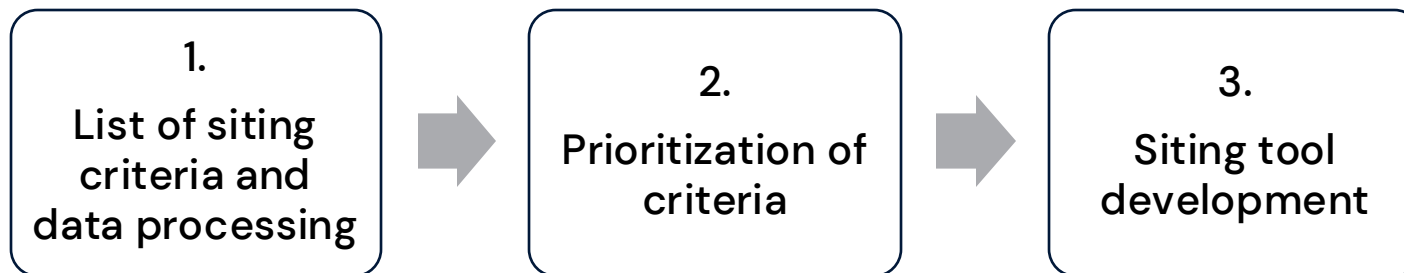 1.
List of siting
criteria and
data processing
2.
Prioritization of
criteria
3.
Siting tool
development